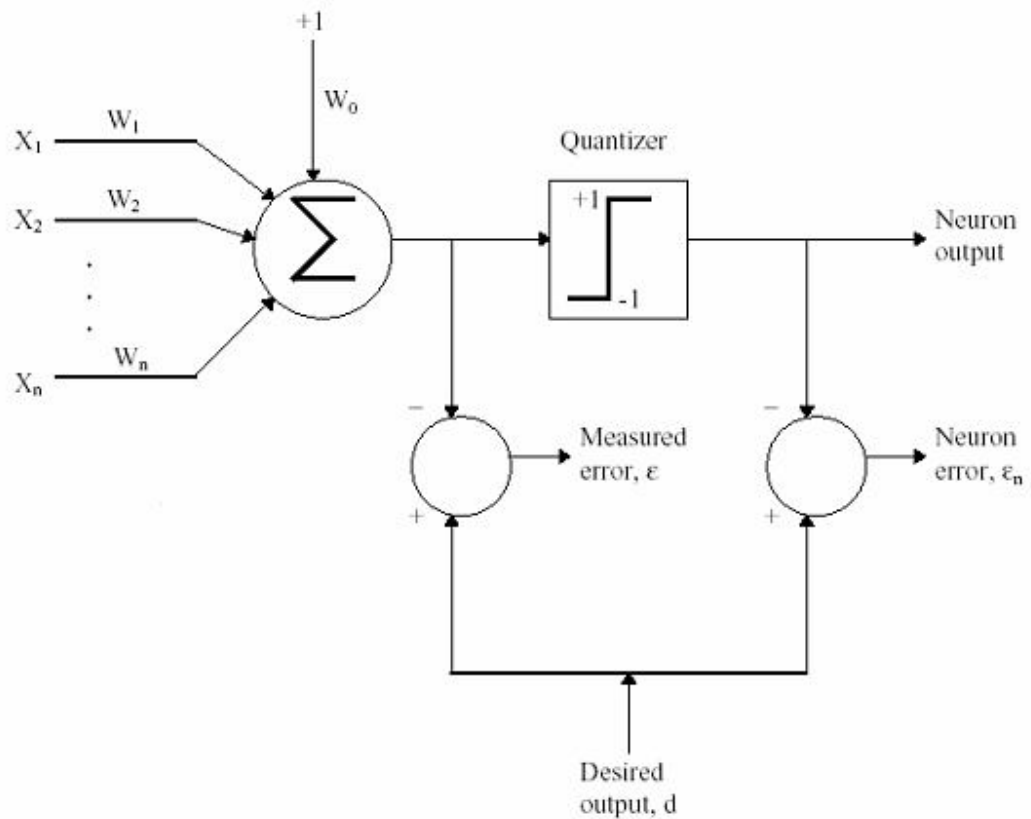 +1
W₀
X₁
W₁
X₂
W₂
Xₙ
Wₙ
Σ
Quantizer
+1
-1
Neuron
output
−
+
Measured
error, ε
−
+
Neuron
error, εₙ
Desired
output, d